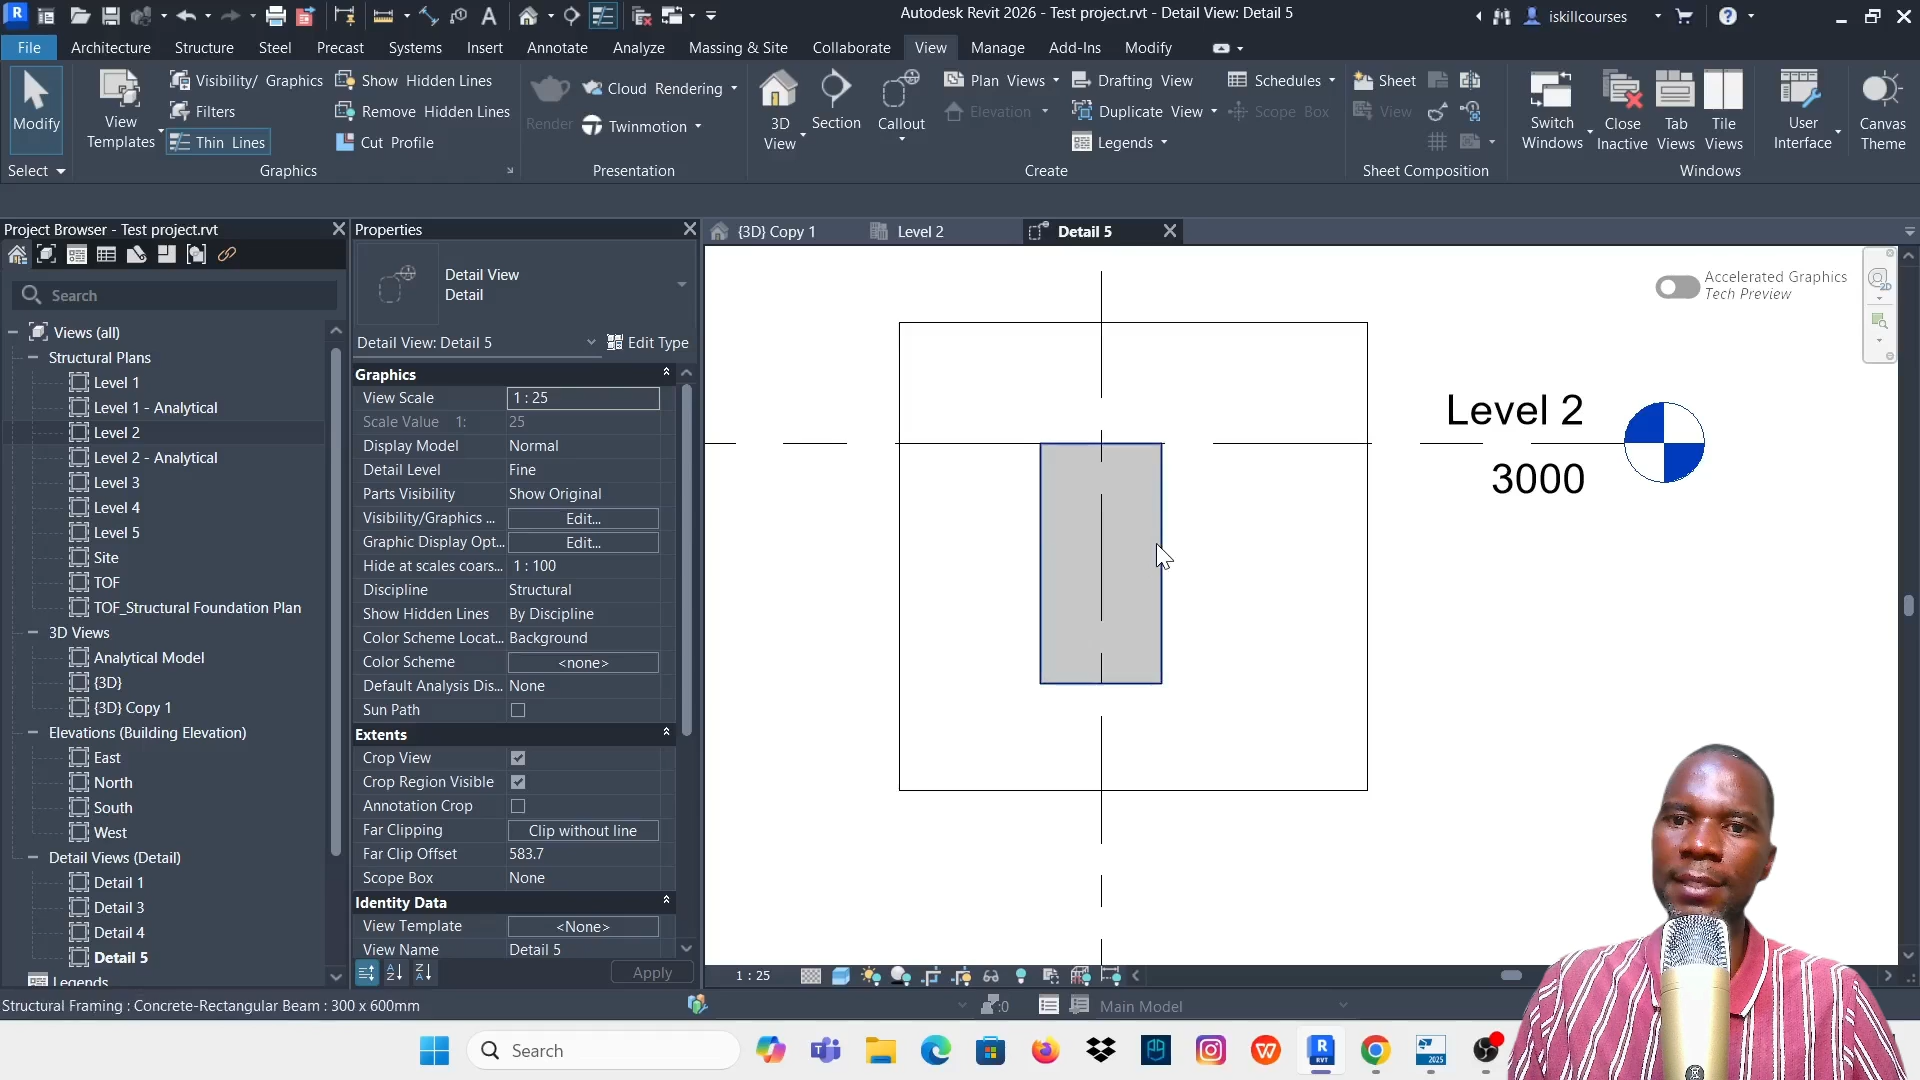 Autodesk Revit 2026 - Test project.rvt - Detail View: Detail 5
iskillcourses
File Architecture Structure Steel Precast Systems Insert Annotate Analyze Massing & Site Collaborate View Manage Add-Ins Modify
Modify
View Templates
Visibility/ Graphics
Filters
Thin Lines
Show Hidden Lines
Remove Hidden Lines
Cut Profile
Render
Cloud Rendering
Twinmotion
3D View
Section
Callout
Plan Views
Elevation
Drafting View
Duplicate View
Legends
Schedules
Scope Box
Sheet
View
Switch Windows
Close Inactive
Tab Views
Tile Views
User Interface
Canvas Theme
Select
Graphics
Presentation
Create
Sheet Composition
Windows
Project Browser - Test project.rvt
Search
Views (all)
Structural Plans
Level 1
Level 1 - Analytical
Level 2
Level 2 - Analytical
Level 3
Level 4
Level 5
Site
TOF
TOF_Structural Foundation Plan
3D Views
Analytical Model
{3D}
{3D} Copy 1
Elevations (Building Elevation)
East
North
South
West
Detail Views (Detail)
Detail 1
Detail 3
Detail 4
Detail 5
Legends
Properties
Detail View
Detail
Detail View: Detail 5
Edit Type
Graphics
View Scale 1 : 25
Scale Value 1: 25
Display Model Normal
Detail Level Fine
Parts Visibility Show Original
Visibility/Graphics ... Edit...
Graphic Display Opt... Edit...
Hide at scales coars... 1 : 100
Discipline Structural
Show Hidden Lines By Discipline
Color Scheme Locat... Background
Color Scheme <none>
Default Analysis Dis... None
Sun Path
Extents
Crop View
Crop Region Visible
Annotation Crop
Far Clipping Clip without line
Far Clip Offset 583.7
Scope Box None
Identity Data
View Template <None>
View Name Detail 5
Apply
{3D} Copy 1
Level 2
Detail 5
Accelerated Graphics
Tech Preview
Level 2
3000
1 : 25
Structural Framing : Concrete-Rectangular Beam : 300 x 600mm
:0
Main Model
Search